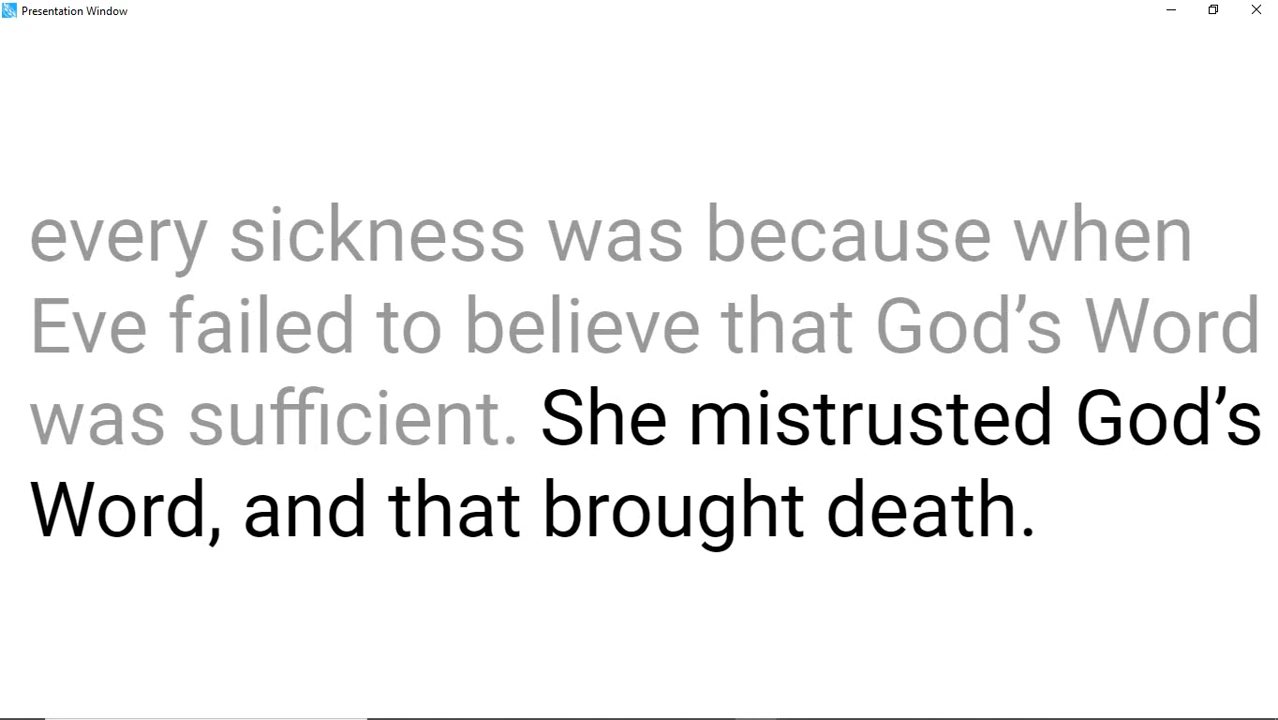 Presentation Window
every sickness was because when
Eve failed to believe that God’s Word
was sufficient. She mistrusted God’s
Word, and that brought death.